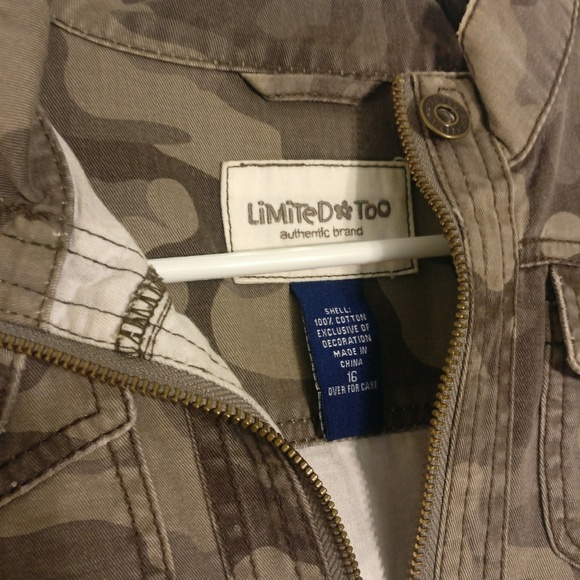 LiMiTeD TOO
authentic brand
SHELL:
100% COTTON
EXCLUSIVE OF
DECORATION
MADE IN
CHINA
16
OVER FOR CARE